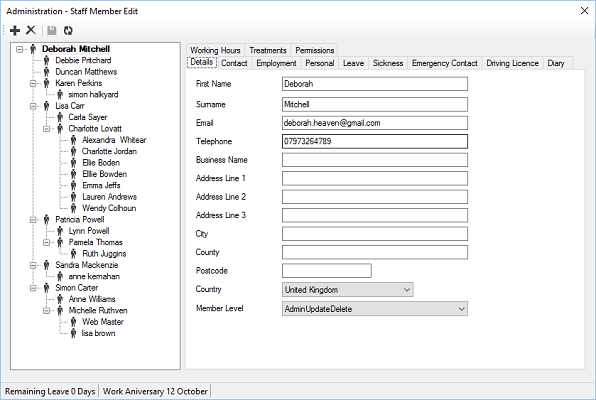 Administration - Staff Member Edit
Deborah Mitchell
Debbie Pritchard
Duncan Matthews
Karen Perkins
simon halkyard
Lisa Carr
Carla Sayer
Charlotte Lovatt
Alexandra Whitear
Charlotte Jordan
Ellie Boden
Elllie Bowden
Emma Jeffs
Lauren Andrews
Wendy Colhoun
Patricia Powell
Lynn Powell
Pamela Thomas
Ruth Juggins
Sandra Mackenzie
anne kernahan
Simon Carter
Anne Williams
Michelle Ruthven
Web Master
lisa brown
Working Hours Treatments Permissions
Details Contact Employment Personal Leave Sickness Emergency Contact Driving Licence Diary
First Name Deborah
Surname Mitchell
Email deborah.heaven@gmail.com
Telephone 07973264789
Business Name
Address Line 1
Address Line 2
Address Line 3
City
County
Postcode
Country United Kingdom
Member Level AdminUpdateDelete
Remaining Leave 0 Days Work Aniversary 12 October